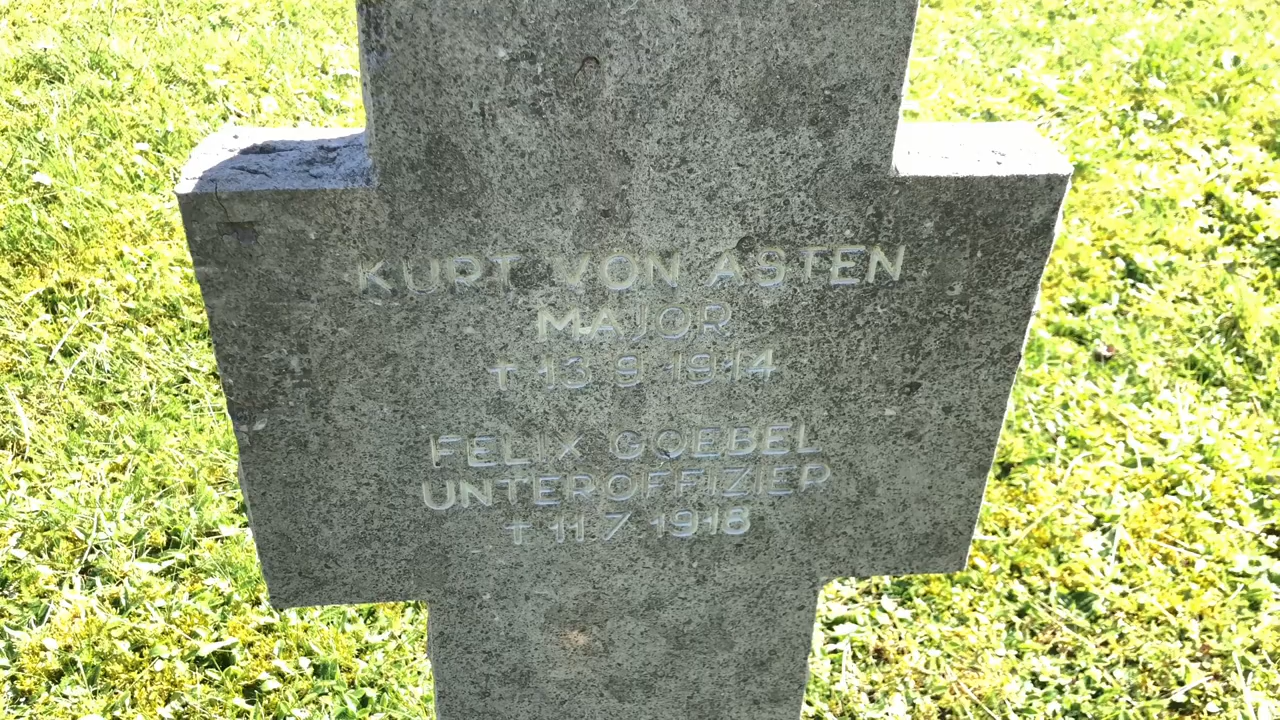 KURT VON ASTEN
MAJOR
† 13 9 1914
FELIX GOEBEL
UNTEROFFIZIER
† 11 7 1918